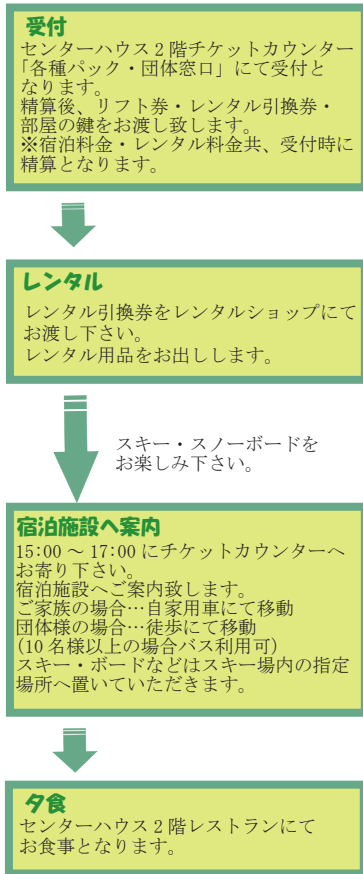 受付
センターハウス２階チケットカウンター
「各種パック・団体窓口」にて受付と
なります。
精算後、リフト券・レンタル引換券・
部屋の鍵をお渡し致します。
※宿泊料金・レンタル料金共、受付時に
精算となります。
レンタル
レンタル引換券をレンタルショップにて
お渡し下さい。
レンタル用品をお出しします。
スキー・スノーボードを
お楽しみ下さい。
宿泊施設へ案内
15:00 ～ 17:00 にチケットカウンターへ
お寄り下さい。
宿泊施設へご案内致します。
ご家族の場合…自家用車にて移動
団体様の場合…徒歩にて移動
(10 名様以上の場合バス利用可)
スキー・ボードなどはスキー場内の指定
場所へ置いていただきます。
夕食
センターハウス２階レストランにて
お食事となります。